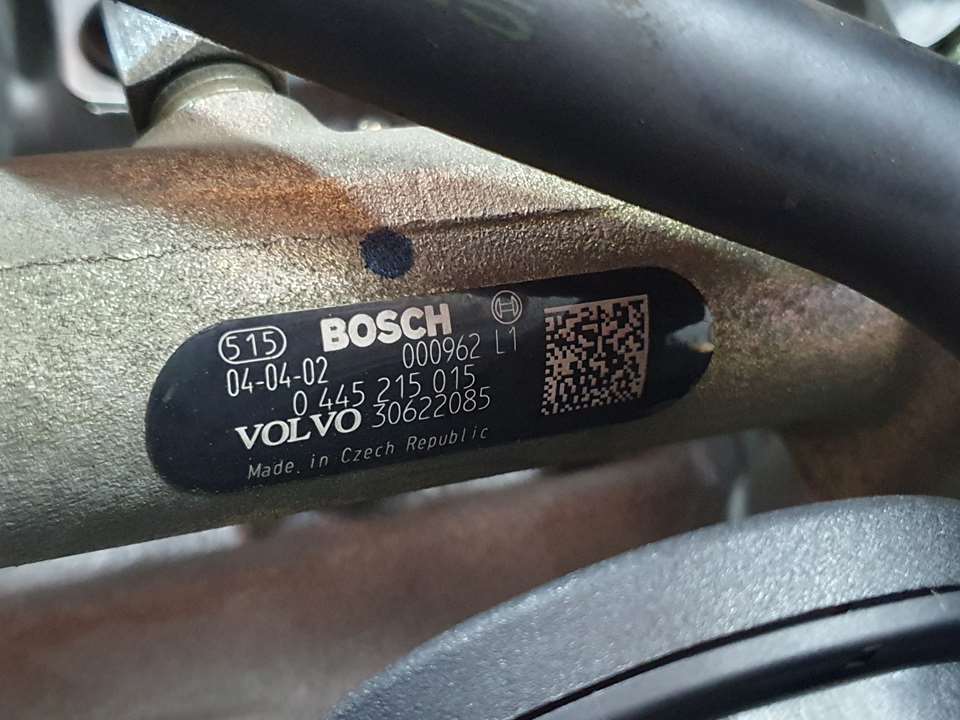 515 BOSCH
04-04-02 000962 L1
0 445 215 015
VOLVO 30622085
Made. in Czech Republic